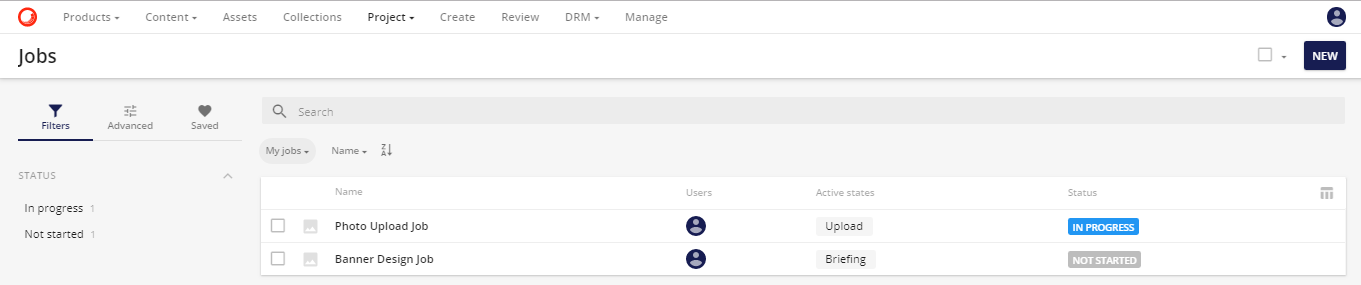 Products Content Assets Collections Project Create Review DRM Manage
Jobs
NEW
Filters Advanced Saved
Search
My jobs Name Z A
STATUS
In progress 1
Not started 1
Name Users Active states Status
Photo Upload Job Upload IN PROGRESS
Banner Design Job Briefing NOT STARTED